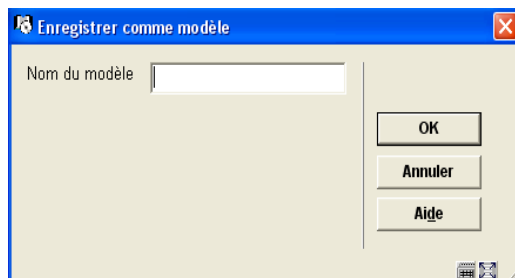 Enregistrer comme modèle
Nom du modèle
OK
Annuler
Aide